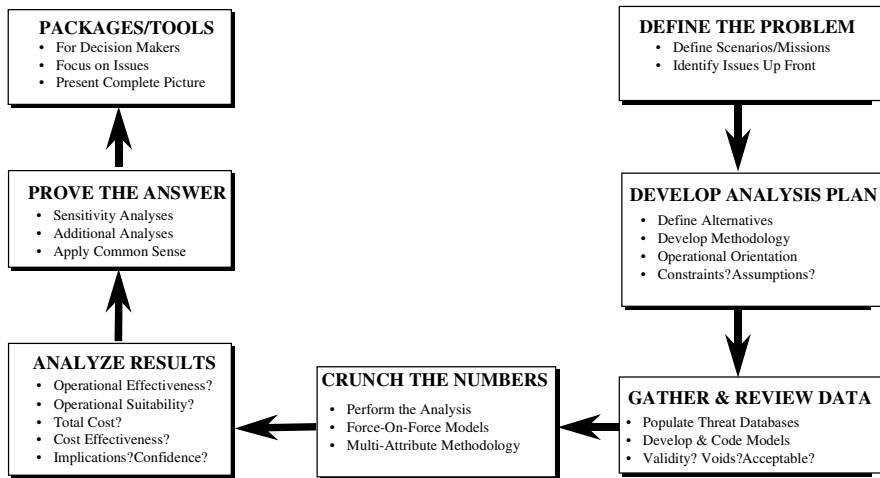 PACKAGES/TOOLS
• For Decision Makers
• Focus on Issues
• Present Complete Picture
DEFINE THE PROBLEM
• Define Scenarios/Missions
• Identify Issues Up Front
PROVE THE ANSWER
• Sensitivity Analyses
• Additional Analyses
• Apply Common Sense
DEVELOP ANALYSIS PLAN
• Define Alternatives
• Develop Methodology
• Operational Orientation
• Constraints?Assumptions?
ANALYZE RESULTS
• Operational Effectiveness?
• Operational Suitability?
• Total Cost?
• Cost Effectiveness?
• Implications?Confidence?
CRUNCH THE NUMBERS
• Perform the Analysis
• Force-On-Force Models
• Multi-Attribute Methodology
GATHER & REVIEW DATA
• Populate Threat Databases
• Develop & Code Models
• Validity? Voids?Acceptable?